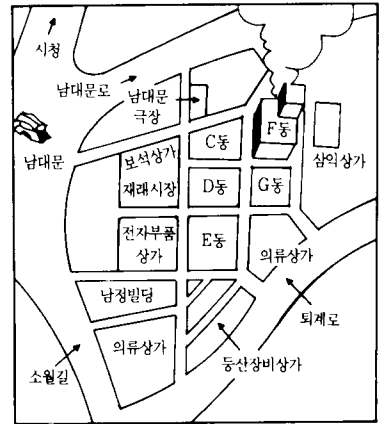 시청
남대문로
남대문
극장
남대문
보석상가
재래시장
C동
F동
삼익상가
D동
G동
전자부품
상가
E동
의류상가
남정빌딩
퇴계로
의류상가
소월길
등산장비상가